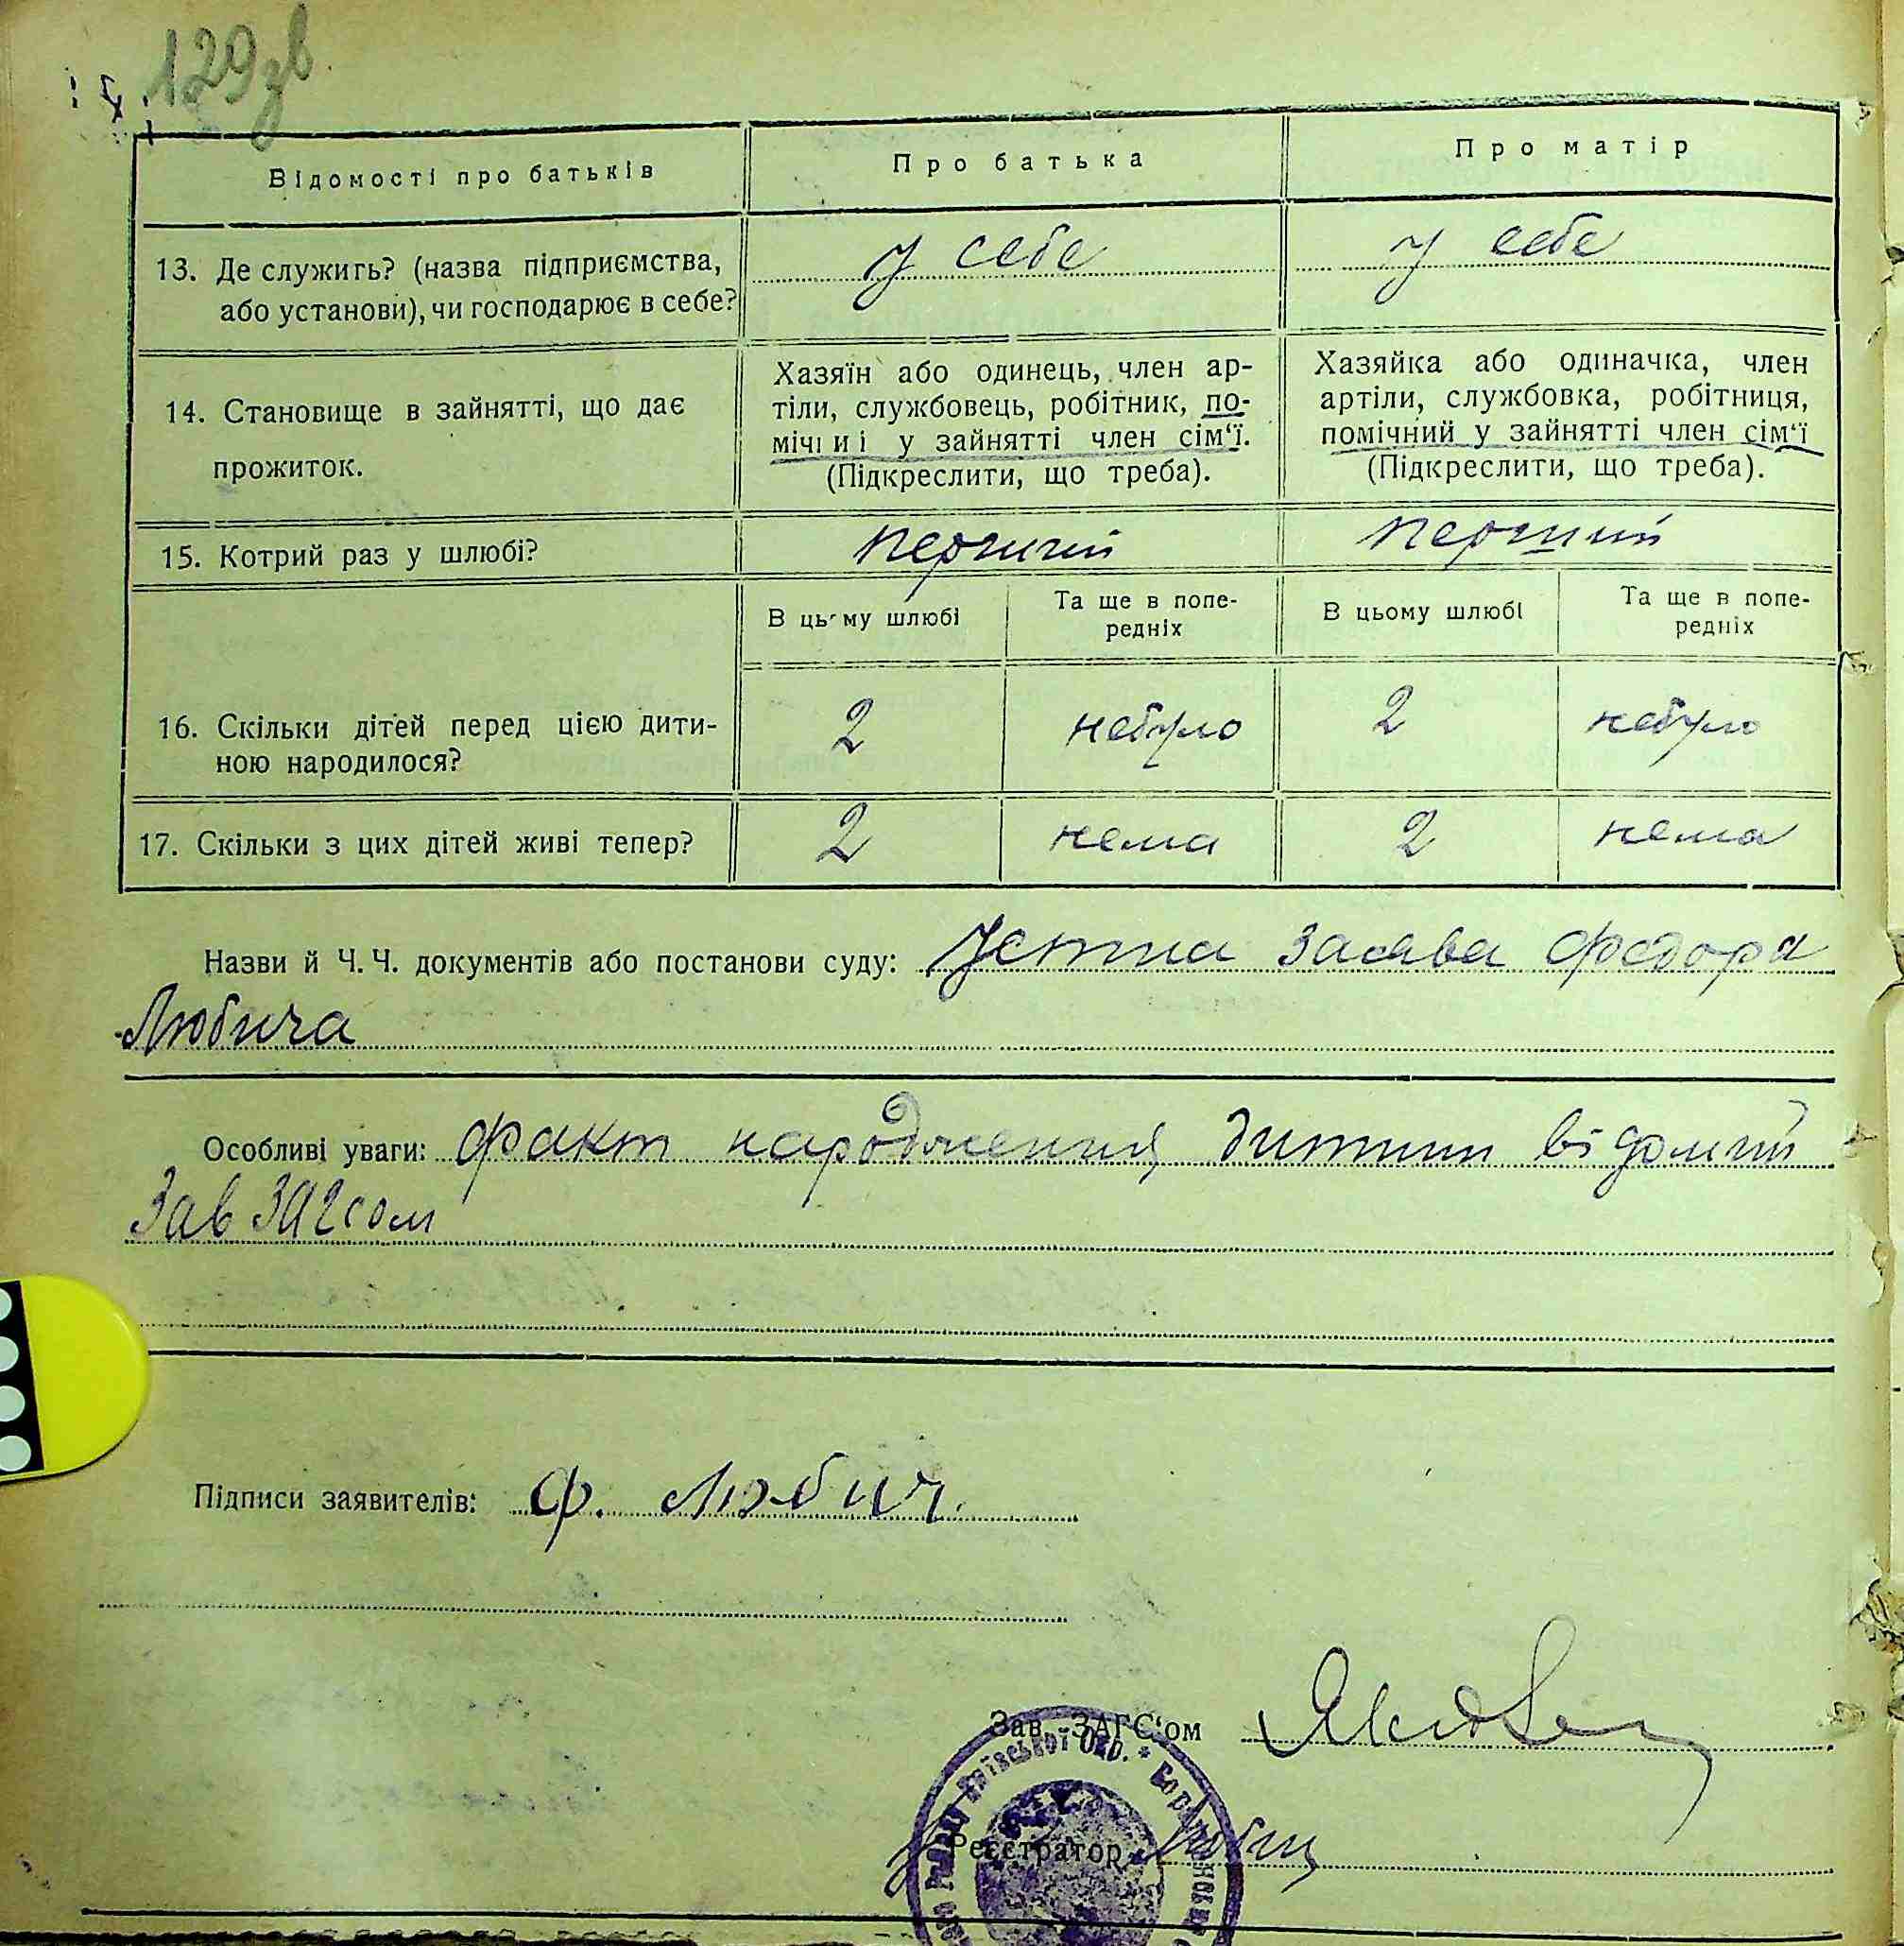 129зв
Відомості про батьків
Про батька
Про матір
13. Де служить? (назва підприємства,
або установи), чи господарює в себе?
у себе
у себе
14. Становище в зайнятті, що дає
прожиток.
Хазяїн або одинець, член ар-
тіли, службовець, робітник, по-
мічниі у зайнятті член сім'ї.
(Підкреслити, що треба).
Хазяйка або одиначка, член
артіли, службовка, робітниця,
помічний у зайнятті член сім'ї
(Підкреслити, що треба).
15. Котрий раз у шлюбі?
перший
перший
В цьому шлюбі
Та ще в попе-
редніх
В цьому шлюбі
Та ще в попе-
редніх
16. Скільки дітей перед цією дити-
ною народилося?
2
небуло
2
небуло
17. Скільки з цих дітей живі тепер?
2
нема
2
нема
Назви й Ч. Ч. документів або постанови суду: Устна заява Федора
Любича
Особливі уваги: факт народження дитини відомий
Зав ЗАГСом
Підписи заявителів: Ф. Любич.
Зав. ЗАГС'ом
Київської Окр. * Бор
Реєстратор